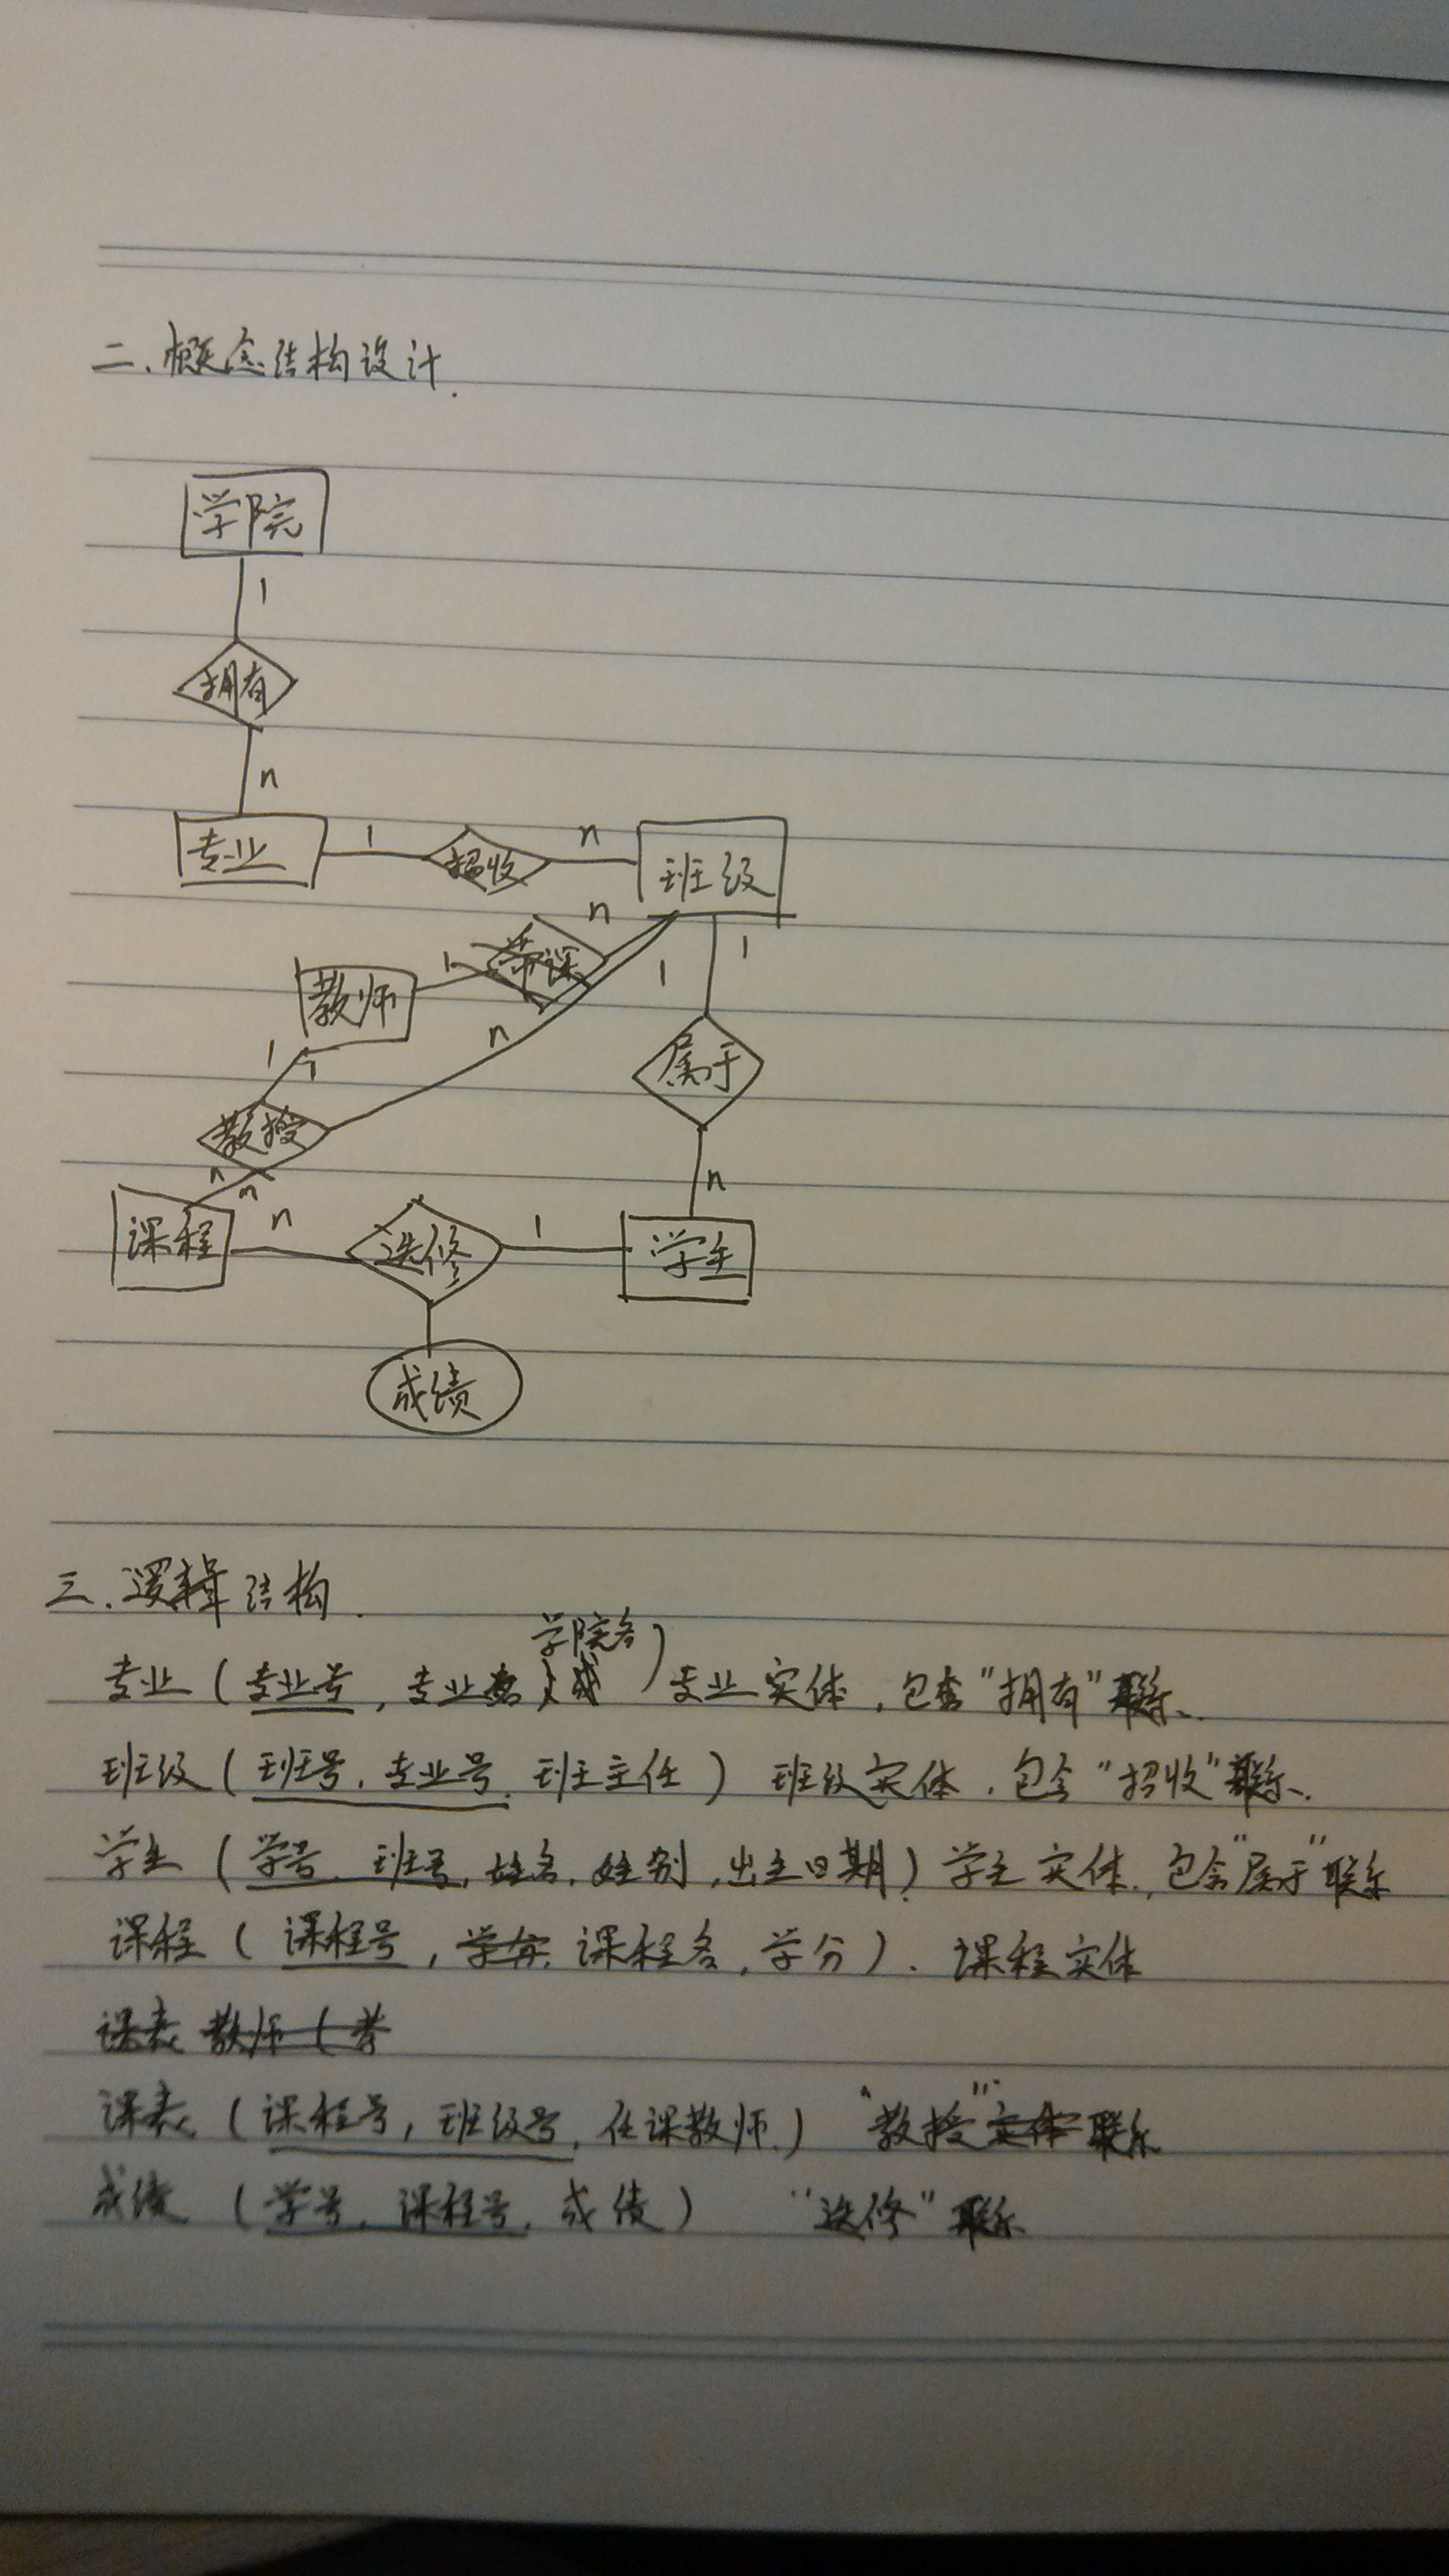 二.概念结构设计.
学院
1
拥有
n
专业 1 招收 n 班级
n
教师 1 带课
1 1
n
属于
1 1
教授
n n
n
课程 n 选修 1 学生
成绩
三.逻辑结构.
学院名)
专业(专业号,专业名, 专业实体,包含"拥有"联系.
班级(班号,专业号,班主任) 班级实体,包含"招收"联系.
学生(学号,班号,姓名,性别,出生日期)学生实体,包含"属于"联系
课程(课程号, 课程名,学分).课程实体
课表 教师(
课表(课程号,班级号,任课教师.) "教授"实体联系
成绩(学号,课程号,成绩) "选修"联系